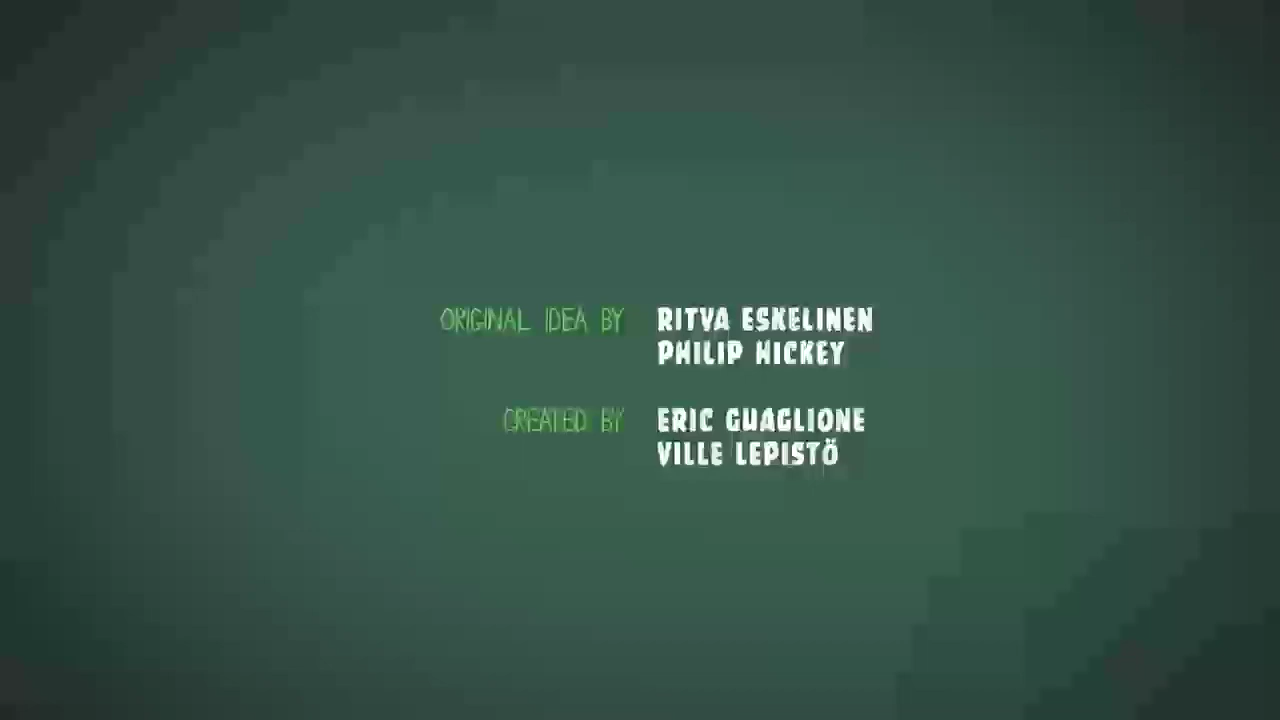 ORIGINAL IDEA BY RITVA ESKELINEN
PHILIP HICKEY
CREATED BY ERIC GUAGLIONE
VILLE LEPISTÖ